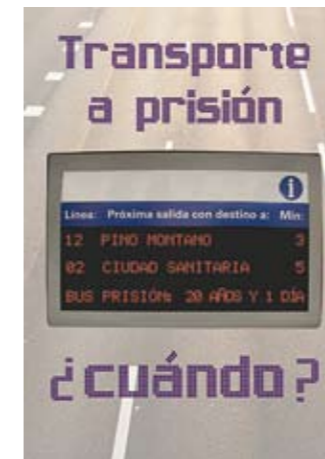 Transporte
a prisión
i
Línea: Próxima salida con destino a: Min:
12 PINO MONTANO 3
02 CIUDAD SANITARIA 5
BUS PRISIÓN: 20 AÑOS Y 1 DÍA
¿cuándo?